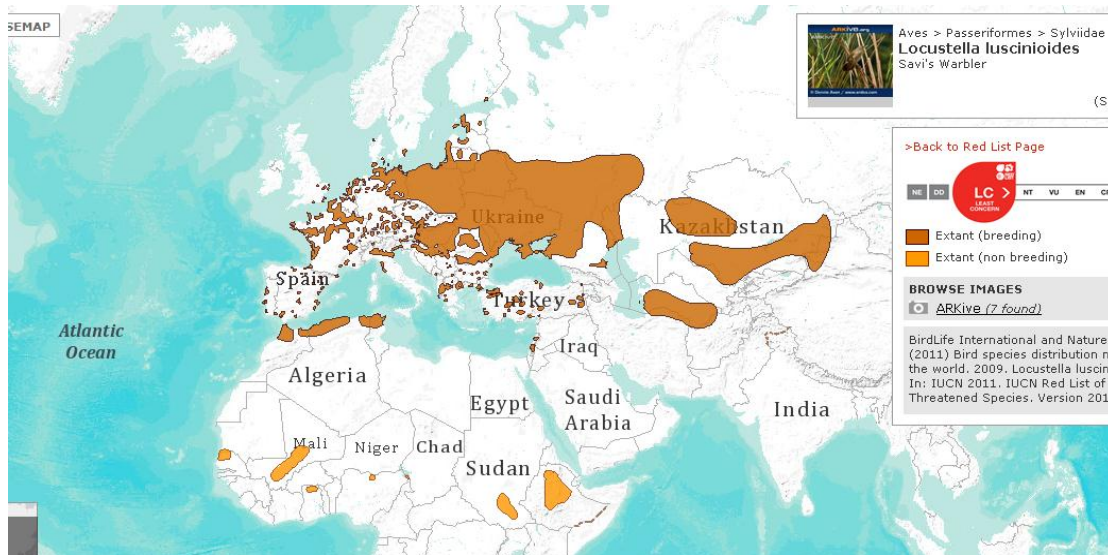 SEMAP
ARKIVE.org
Aves > Passeriformes > Sylviidae
Locustella luscinioides
Savi's Warbler
(S
>Back to Red List Page
NE DD LC > NT VU EN
LEAST CONCERN
Extant (breeding)
Extant (non breeding)
BROWSE IMAGES
ARKive (7 found)
BirdLife International and Nature
(2011) Bird species distribution
the world. 2009. Locustella luscin
In: IUCN 2011. IUCN Red List of
Threatened Species. Version 201
Ukraine
Kazakhstan
Spain
Turkey
Atlantic
Ocean
Iraq
Algeria
Egypt
Saudi
Arabia
India
Mali
Niger
Chad
Sudan